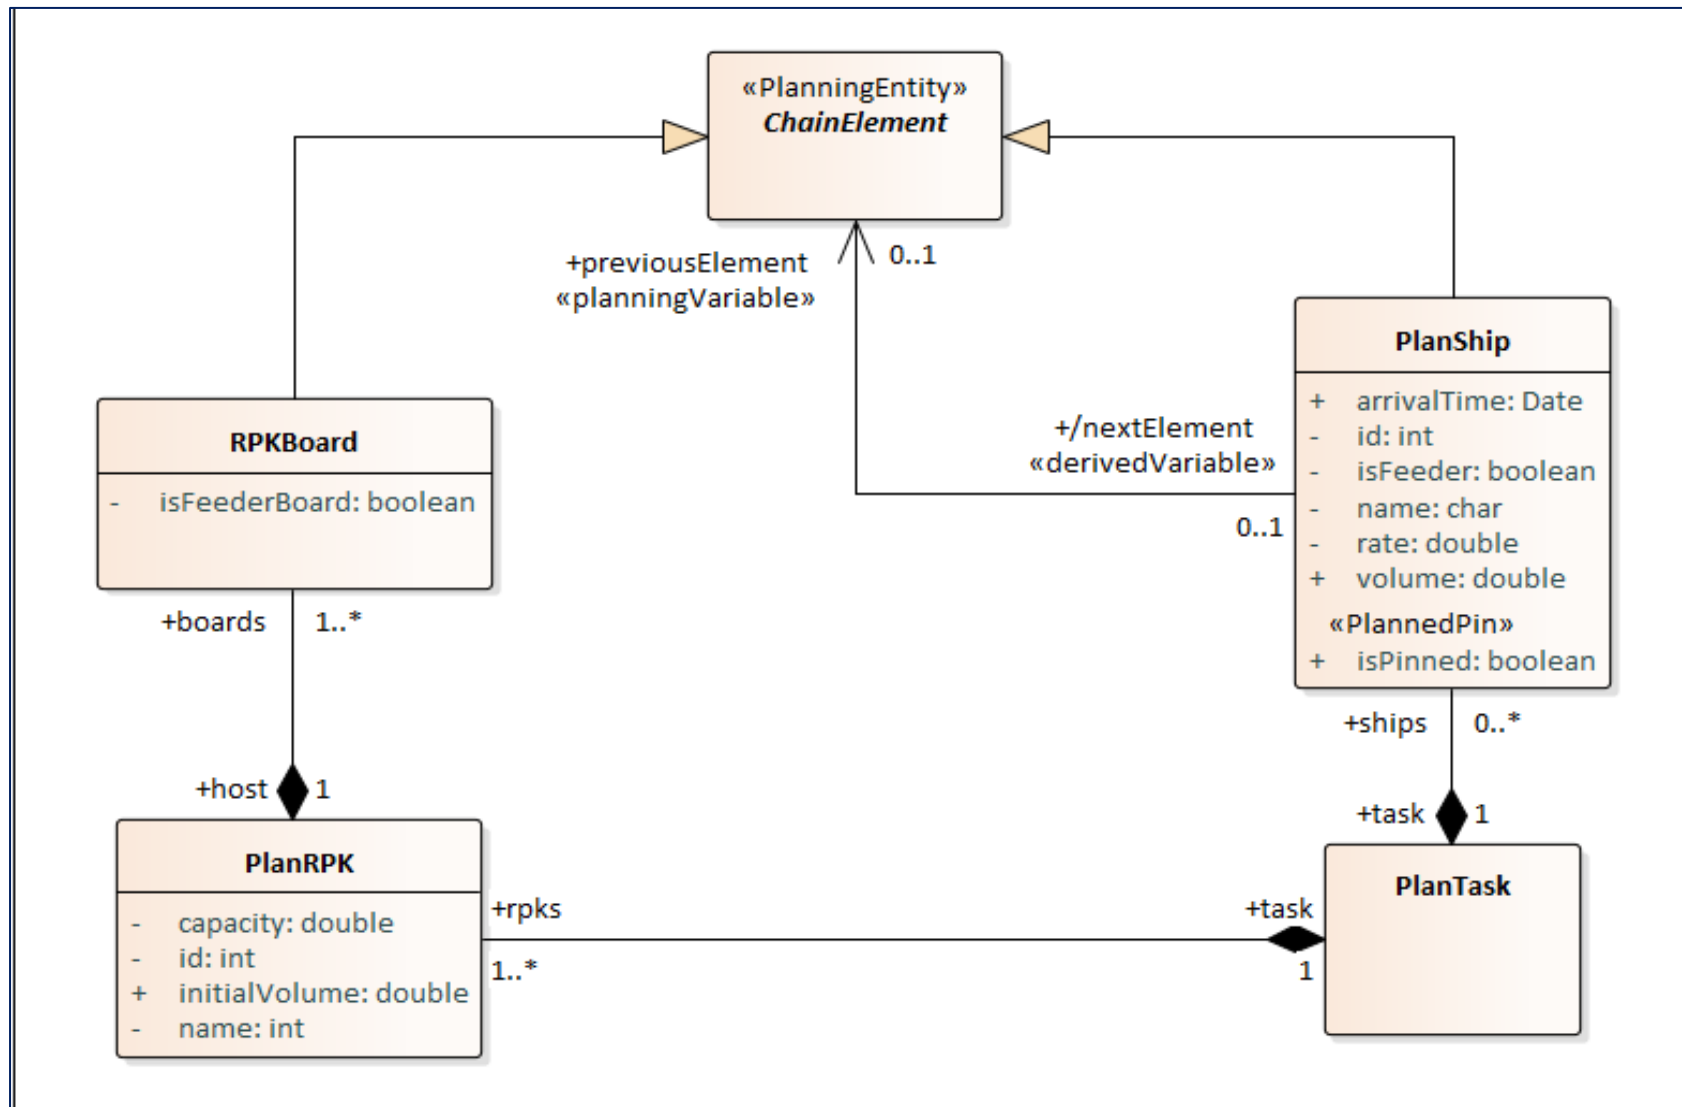 «PlanningEntity»
ChainElement
+previousElement
«planningVariable»
0..1
+/nextElement
«derivedVariable»
0..1
PlanShip
+ arrivalTime: Date
- id: int
- isFeeder: boolean
- name: char
- rate: double
+ volume: double
«PlannedPin»
+ isPinned: boolean
RPKBoard
- isFeederBoard: boolean
+boards 1..*
+host 1
+ships 0..*
+task 1
PlanRPK
- capacity: double
- id: int
+ initialVolume: double
- name: int
+rpks
1..*
+task
1
PlanTask